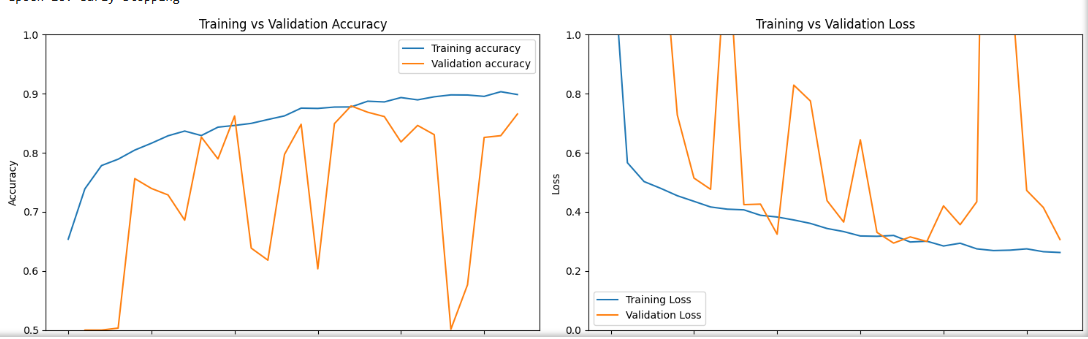 Training vs Validation Accuracy
1.0
0.9
0.8
0.7
0.6
0.5
Accuracy
Training accuracy
Validation accuracy
Training vs Validation Loss
1.0
0.8
0.6
0.4
0.2
0.0
Loss
Training Loss
Validation Loss